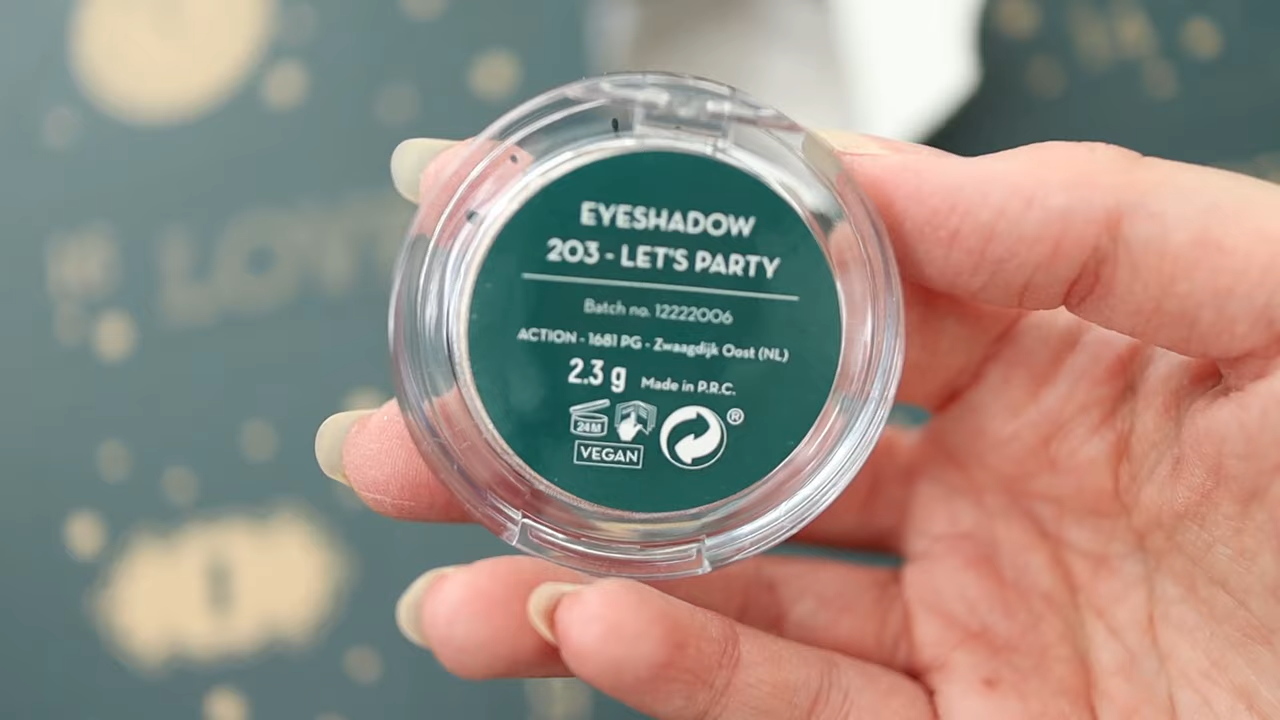 EYESHADOW
203 - LET'S PARTY
Batch no. 12222006
ACTION - 1681 PG - Zwaagdijk Oost (NL)
2.3 g Made in P.R.C.
24M
®
VEGAN